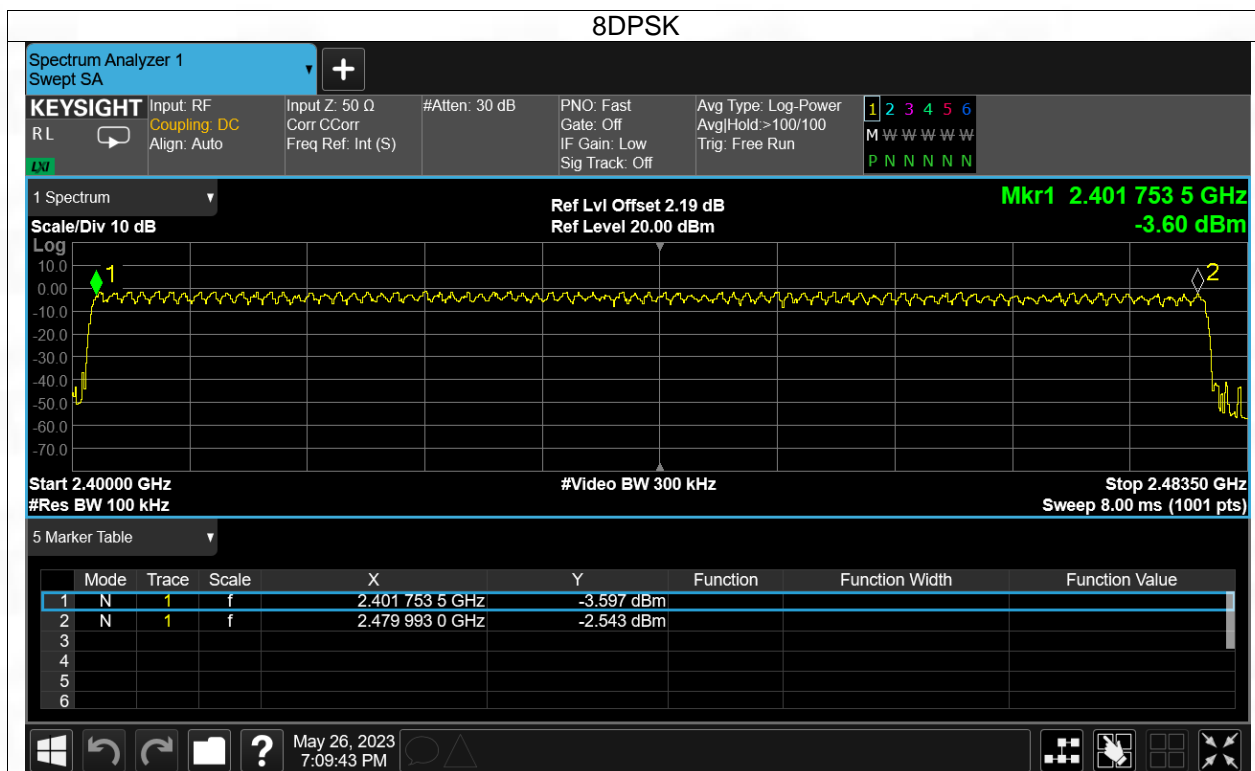 8DPSK
Spectrum Analyzer 1
Swept SA
+
KEYSIGHT
RL
LXI
Input: RF
Coupling: DC
Align: Auto
Input Z: 50 Ω
Corr CCorr
Freq Ref: Int (S)
#Atten: 30 dB
PNO: Fast
Gate: Off
IF Gain: Low
Sig Track: Off
Avg Type: Log-Power
Avg|Hold:>100/100
Trig: Free Run
1 2 3 4 5 6
M W W W W W
P N N N N N
1 Spectrum
Scale/Div 10 dB
Ref Lvl Offset 2.19 dB
Ref Level 20.00 dBm
Mkr1 2.401 753 5 GHz
-3.60 dBm
Log
10.0
0.00
-10.0
-20.0
-30.0
-40.0
-50.0
-60.0
-70.0
1
2
Start 2.40000 GHz
#Res BW 100 kHz
#Video BW 300 kHz
Stop 2.48350 GHz
Sweep 8.00 ms (1001 pts)
5 Marker Table
Mode Trace Scale X Y Function Function Width Function Value
1 N 1 f 2.401 753 5 GHz -3.597 dBm
2 N 1 f 2.479 993 0 GHz -2.543 dBm
3
4
5
6
?
May 26, 2023
7:09:43 PM